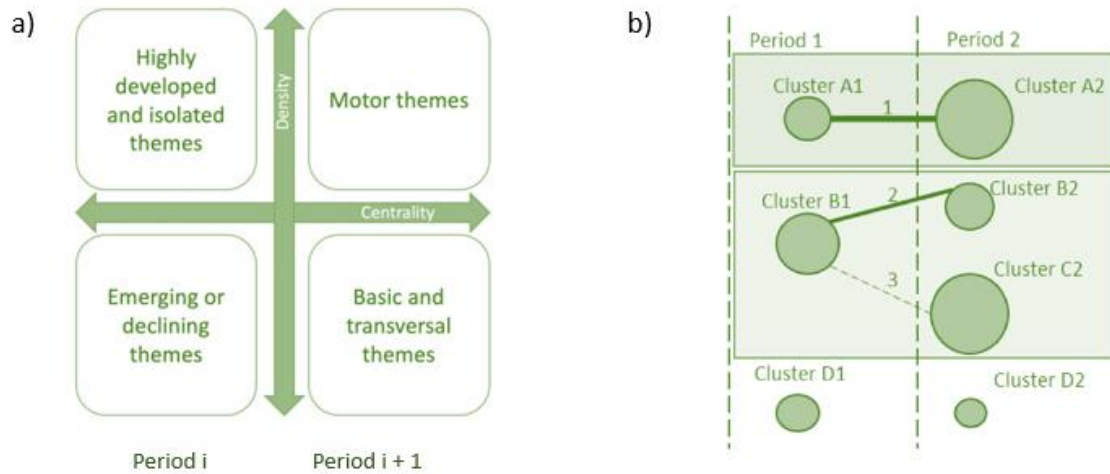 a)
Highly
developed
and isolated
themes
Density
Motor themes
Centrality
Emerging or
declining
themes
Basic and
transversal
themes
Period i
Period i + 1
b)
Period 1
Period 2
Cluster A1
Cluster A2
1
Cluster B1
2
Cluster B2
3
Cluster C2
Cluster D1
Cluster D2